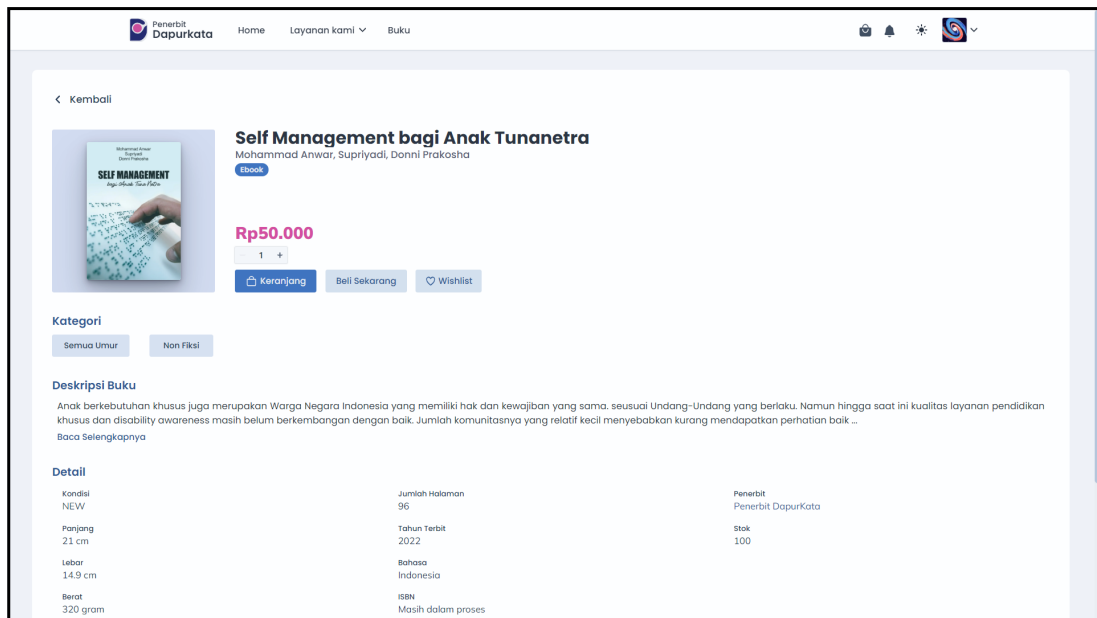 Penerbit
Dapurkata
Home
Layanan kami
Buku
Kembali
Mohammad Anwar
Supriyadi
Donni Prakosha
SELF MANAGEMENT
bagi Anak Tuna Netra
Self Management bagi Anak Tunanetra
Mohammad Anwar, Supriyadi, Donni Prakosha
Ebook
Rp50.000
- 1 +
Keranjang
Beli Sekarang
Wishlist
Kategori
Semua Umur
Non Fiksi
Deskripsi Buku
Anak berkebutuhan khusus juga merupakan Warga Negara Indonesia yang memiliki hak dan kewajiban yang sama. seusuai Undang-Undang yang berlaku. Namun hingga saat ini kualitas layanan pendidikan
khusus dan disability awareness masih belum berkembangan dengan baik. Jumlah komunitasnya yang relatif kecil menyebabkan kurang mendapatkan perhatian baik ...
Baca Selengkapnya
Detail
Kondisi
NEW
Jumlah Halaman
96
Penerbit
Penerbit DapurKata
Panjang
21 cm
Tahun Terbit
2022
Stok
100
Lebar
14.9 cm
Bahasa
Indonesia
Berat
320 gram
ISBN
Masih dalam proses